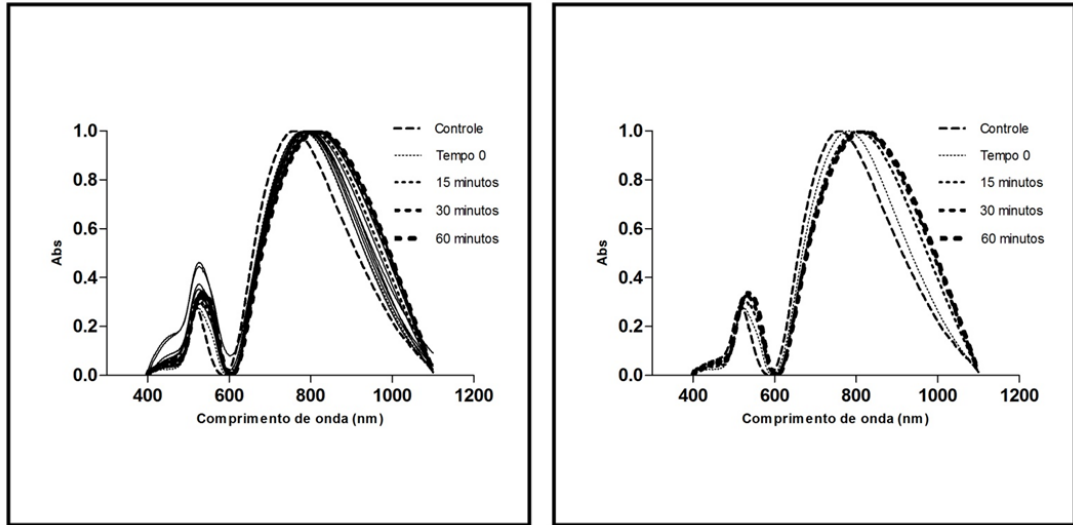 1.0
0.8
0.6
0.4
0.2
0.0
Abs
400
600
800
1000
1200
Comprimento de onda (nm)
Controle
Tempo 0
15 minutos
30 minutos
60 minutos
1.0
0.8
0.6
0.4
0.2
0.0
Abs
400
600
800
1000
1200
Comprimento de onda (nm)
Controle
Tempo 0
15 minutos
30 minutos
60 minutos